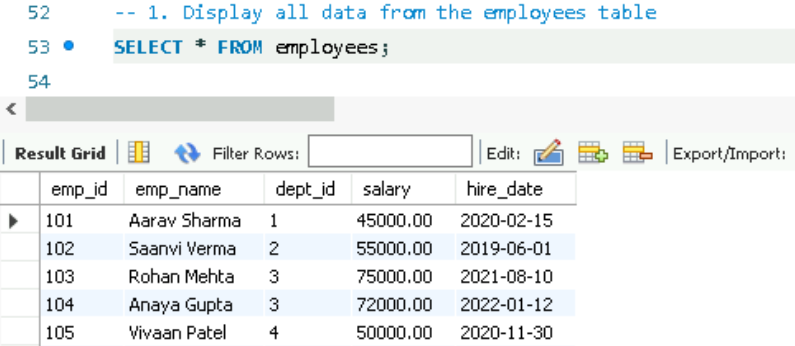 52 -- 1. Display all data from the employees table
53 SELECT * FROM employees;
54
Result Grid Filter Rows: Edit: Export/Import:
emp_id emp_name dept_id salary hire_date
101 Aarav Sharma 1 45000.00 2020-02-15
102 Saanvi Verma 2 55000.00 2019-06-01
103 Rohan Mehta 3 75000.00 2021-08-10
104 Anaya Gupta 3 72000.00 2022-01-12
105 Vivaan Patel 4 50000.00 2020-11-30